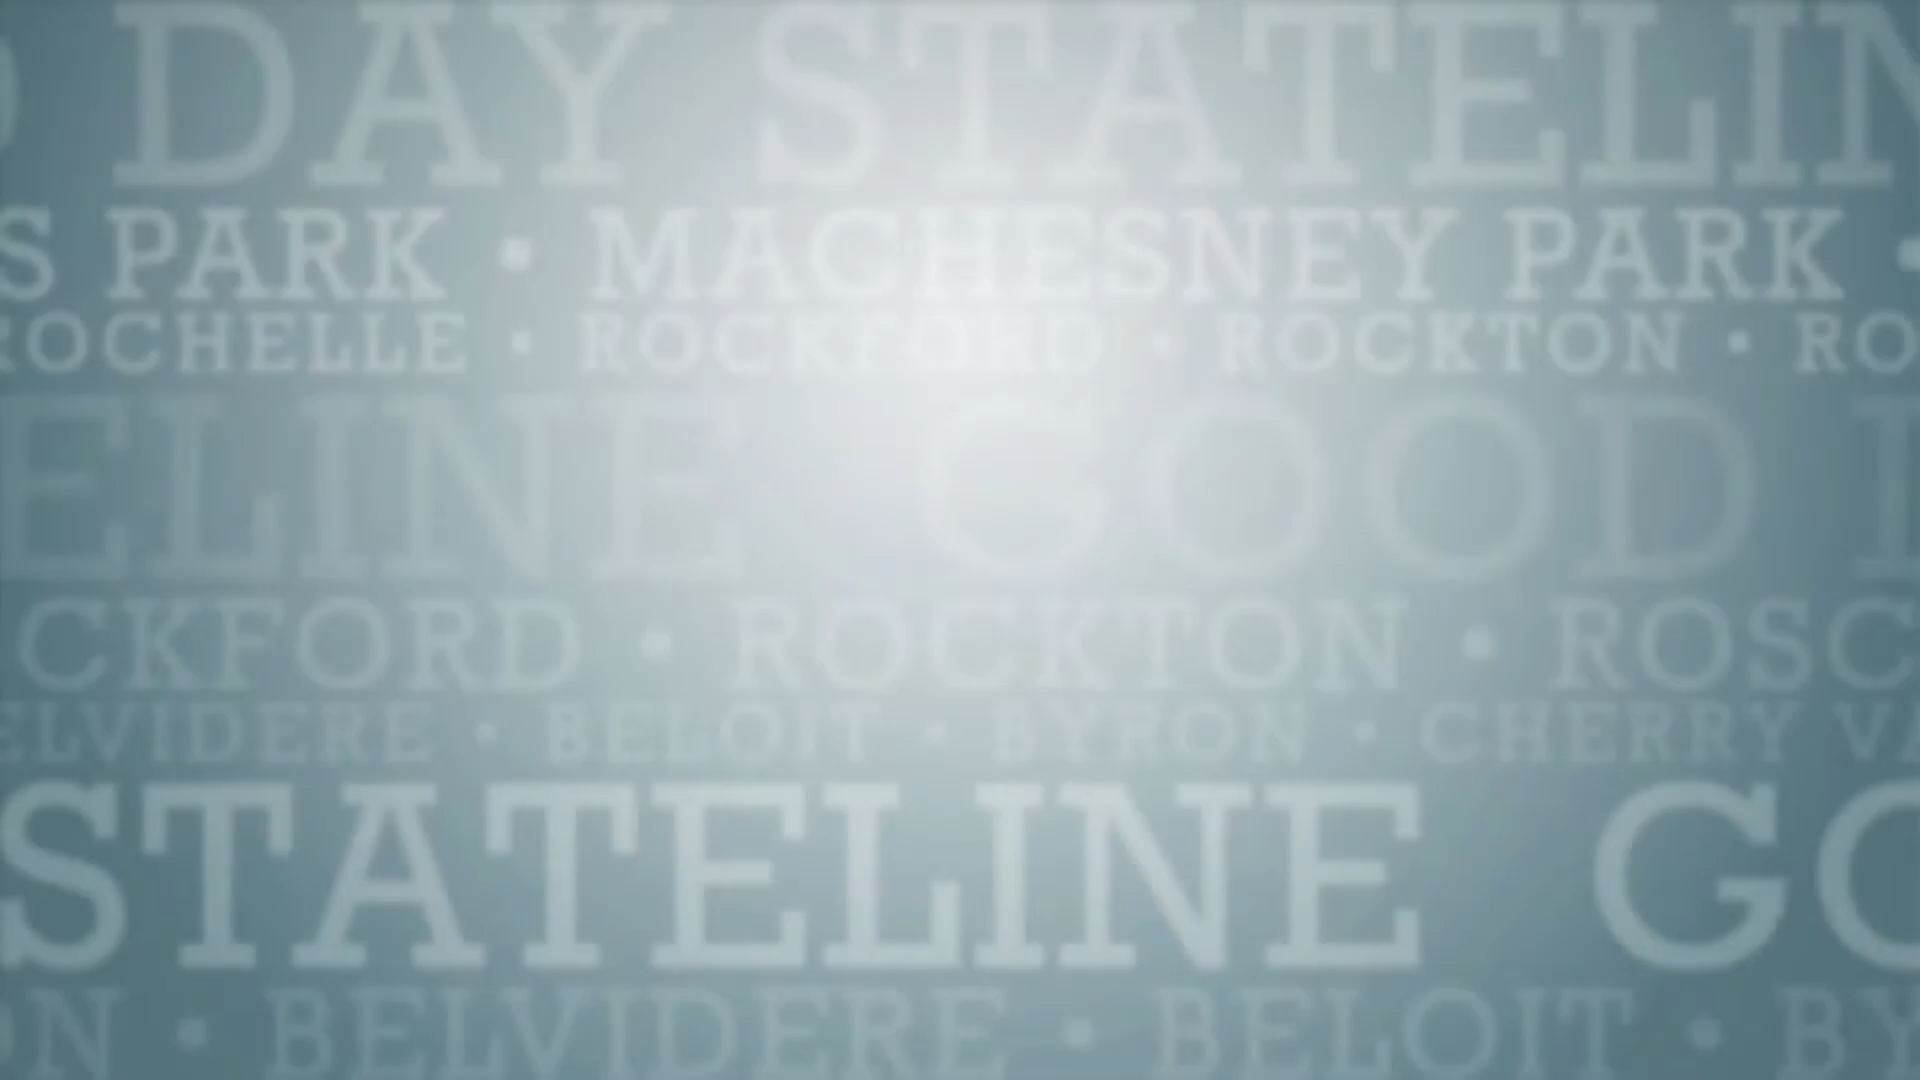 DAY STATELIN
S PARK • MACHESNEY PARK •
ROCHELLE • ROCKFORD • ROCKTON • RO
ELINE GOOD D
CKFORD • ROCKTON • ROSC
ELVIDERE • BELOIT • BYRON • CHERRY VA
STATELINE GO
ON • BELVIDERE • BELOIT • BY